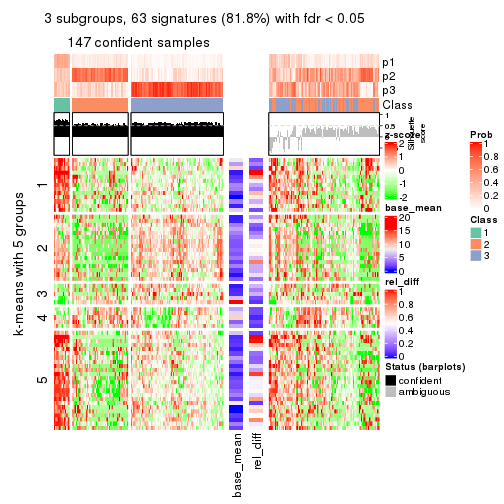 3 subgroups, 63 signatures (81.8%) with fdr < 0.05
147 confident samples
p1
p2
p3
Class
1
0.5
0
Silhouette
score
k-means with 5 groups
1
2
3
4
5
base_mean
rel_diff
z-score
2
1
0
-1
-2
base_mean
20
15
10
5
0
rel_diff
1
0.8
0.6
0.4
0.2
0
Status (barplots)
confident
ambiguous
Prob
1
0.8
0.6
0.4
0.2
0
Class
1
2
3